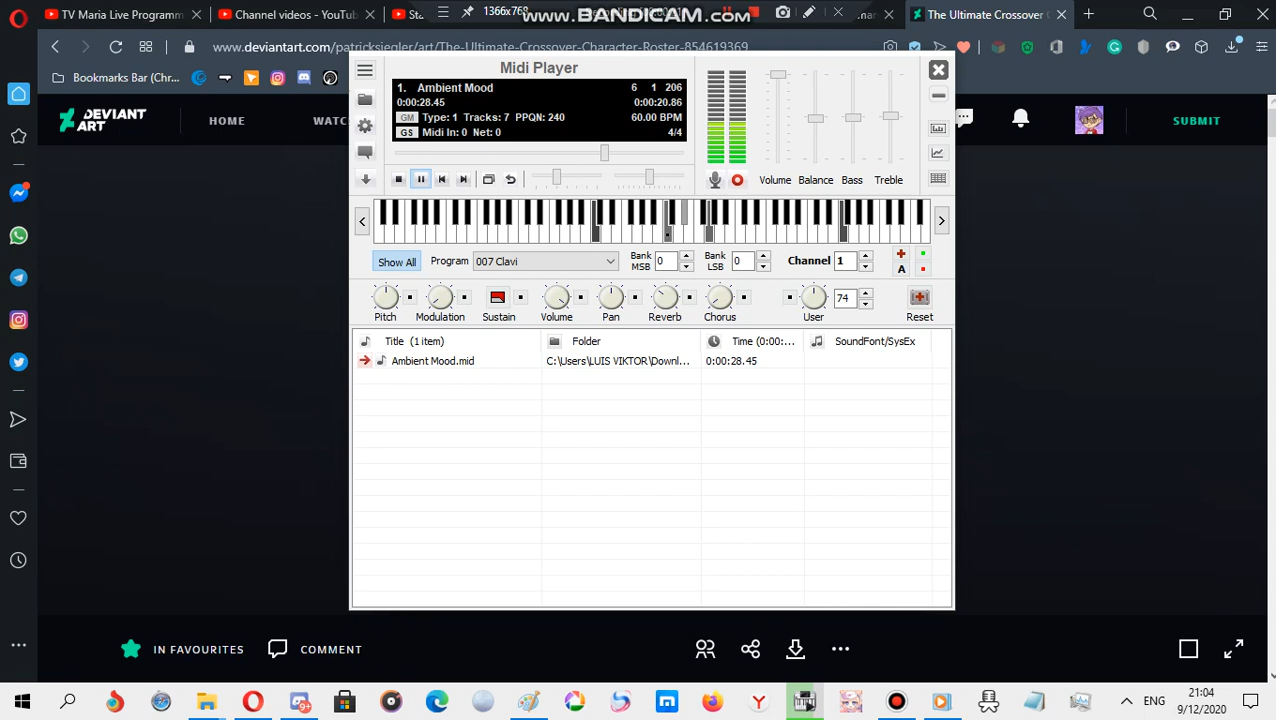 TV Maria Live Programm
Channel videos - YouTube
Sta
1366x768
www.BANDICAM.com
The Ultimate Crossover
www.deviantart.com/patricksiegler/art/The-Ultimate-Crossover-Character-Roster-854619369
Bookmarks Bar (Chr...
DEVIANT ART
HOME
WATC
SUBMIT
Midi Player
1. Ambient Mood 6 1 206
0:00:28.45 0:00:20.86
GM Type: 1 Tracks: 7 PPQN: 240 60.00 BPM
GS Midi In: 0 Net: 0 4/4
Volume Balance Bass Treble
Show All Program 007 Clavi Bank MSB 0 Bank LSB 0 Channel 1 A
Pitch Modulation Sustain Volume Pan Reverb Chorus User 74 Reset
Title (1 item) Folder Time (0:00:... SoundFont/SysEx
Ambient Mood.mid C:\Users\LUIS VIKTOR\Downl... 0:00:28.45
IN FAVOURITES COMMENT
9+
ENG
21:04
9/12/2020